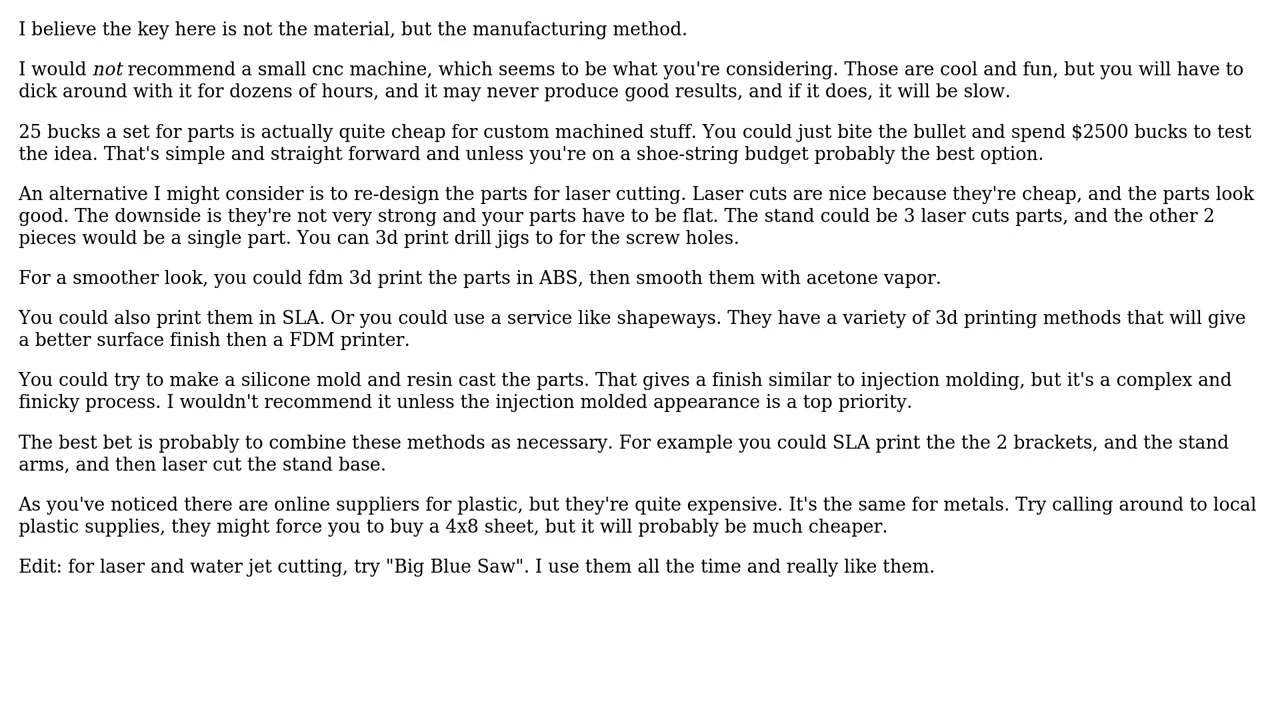 I believe the key here is not the material, but the manufacturing method.
I would not recommend a small cnc machine, which seems to be what you're considering. Those are cool and fun, but you will have to
dick around with it for dozens of hours, and it may never produce good results, and if it does, it will be slow.
25 bucks a set for parts is actually quite cheap for custom machined stuff. You could just bite the bullet and spend $2500 bucks to test
the idea. That's simple and straight forward and unless you're on a shoe-string budget probably the best option.
An alternative I might consider is to re-design the parts for laser cutting. Laser cuts are nice because they're cheap, and the parts look
good. The downside is they're not very strong and your parts have to be flat. The stand could be 3 laser cuts parts, and the other 2
pieces would be a single part. You can 3d print drill jigs to for the screw holes.
For a smoother look, you could fdm 3d print the parts in ABS, then smooth them with acetone vapor.
You could also print them in SLA. Or you could use a service like shapeways. They have a variety of 3d printing methods that will give
a better surface finish then a FDM printer.
You could try to make a silicone mold and resin cast the parts. That gives a finish similar to injection molding, but it's a complex and
finicky process. I wouldn't recommend it unless the injection molded appearance is a top priority.
The best bet is probably to combine these methods as necessary. For example you could SLA print the the 2 brackets, and the stand
arms, and then laser cut the stand base.
As you've noticed there are online suppliers for plastic, but they're quite expensive. It's the same for metals. Try calling around to local
plastic supplies, they might force you to buy a 4x8 sheet, but it will probably be much cheaper.
Edit: for laser and water jet cutting, try "Big Blue Saw". I use them all the time and really like them.